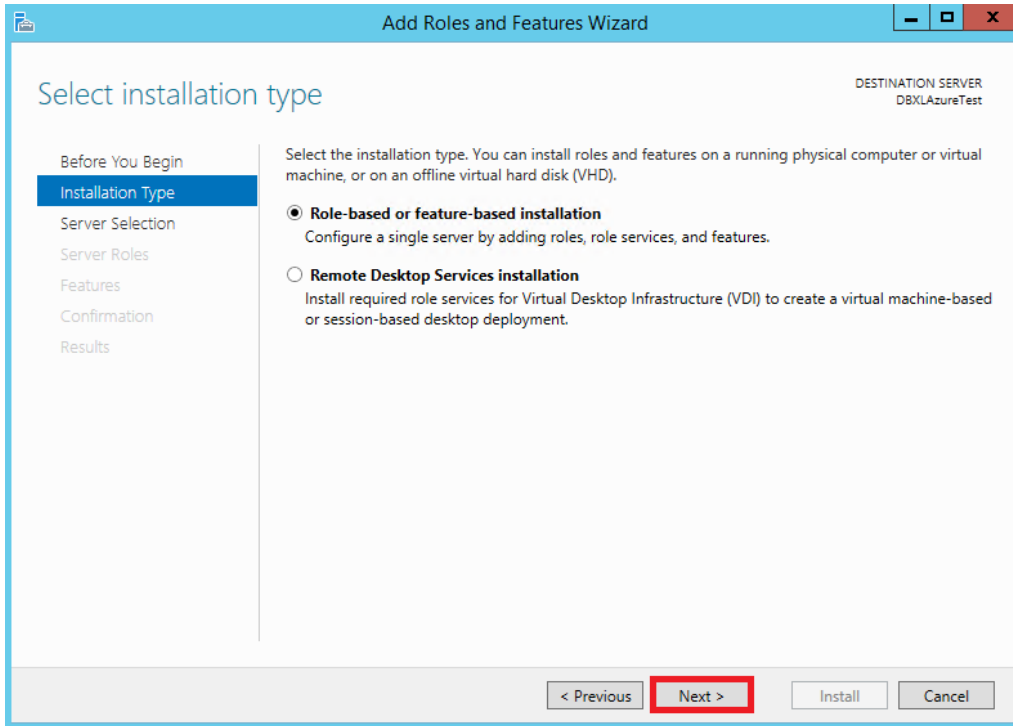 Add Roles and Features Wizard
Select installation type
DESTINATION SERVER
DBXLAzureTest
Before You Begin
Installation Type
Server Selection
Server Roles
Features
Confirmation
Results
Select the installation type. You can install roles and features on a running physical computer or virtual
machine, or on an offline virtual hard disk (VHD).
Role-based or feature-based installation
Configure a single server by adding roles, role services, and features.
Remote Desktop Services installation
Install required role services for Virtual Desktop Infrastructure (VDI) to create a virtual machine-based
or session-based desktop deployment.
< Previous
Next >
Install
Cancel